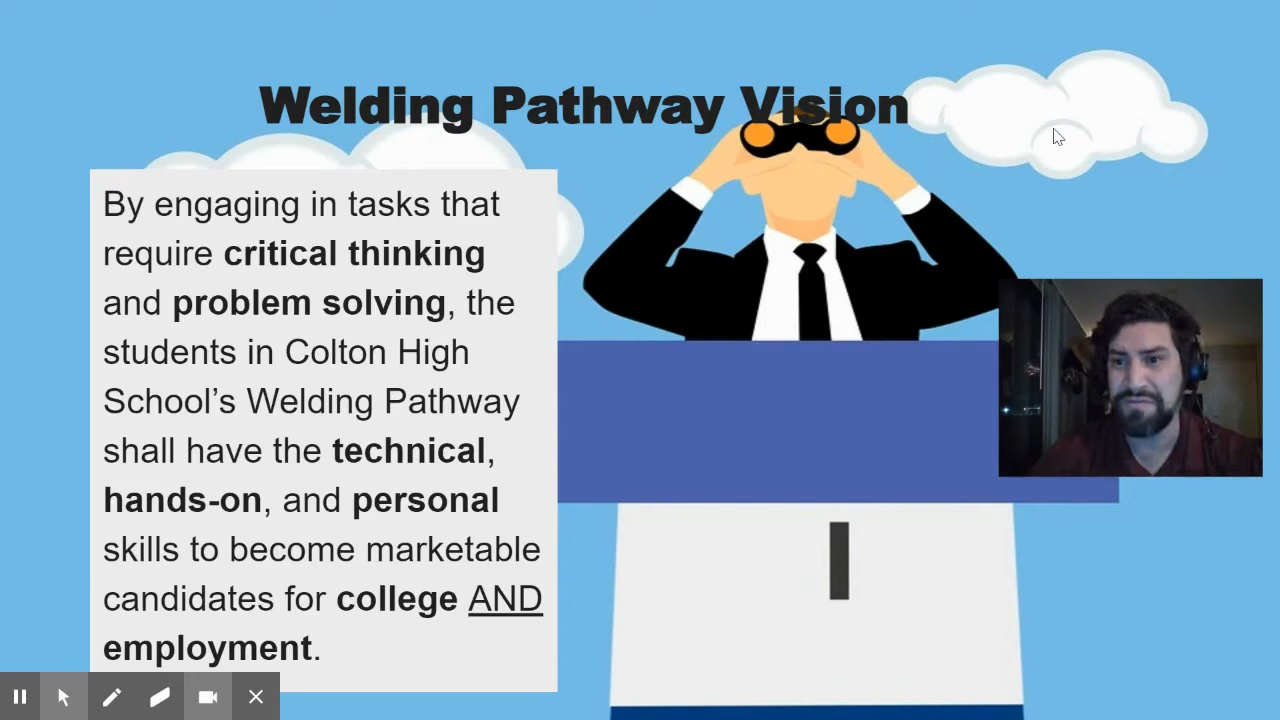 Welding Pathway Vision
By engaging in tasks that
require critical thinking
and problem solving, the
students in Colton High
School’s Welding Pathway
shall have the technical,
hands-on, and personal
skills to become marketable
candidates for college AND
employment.